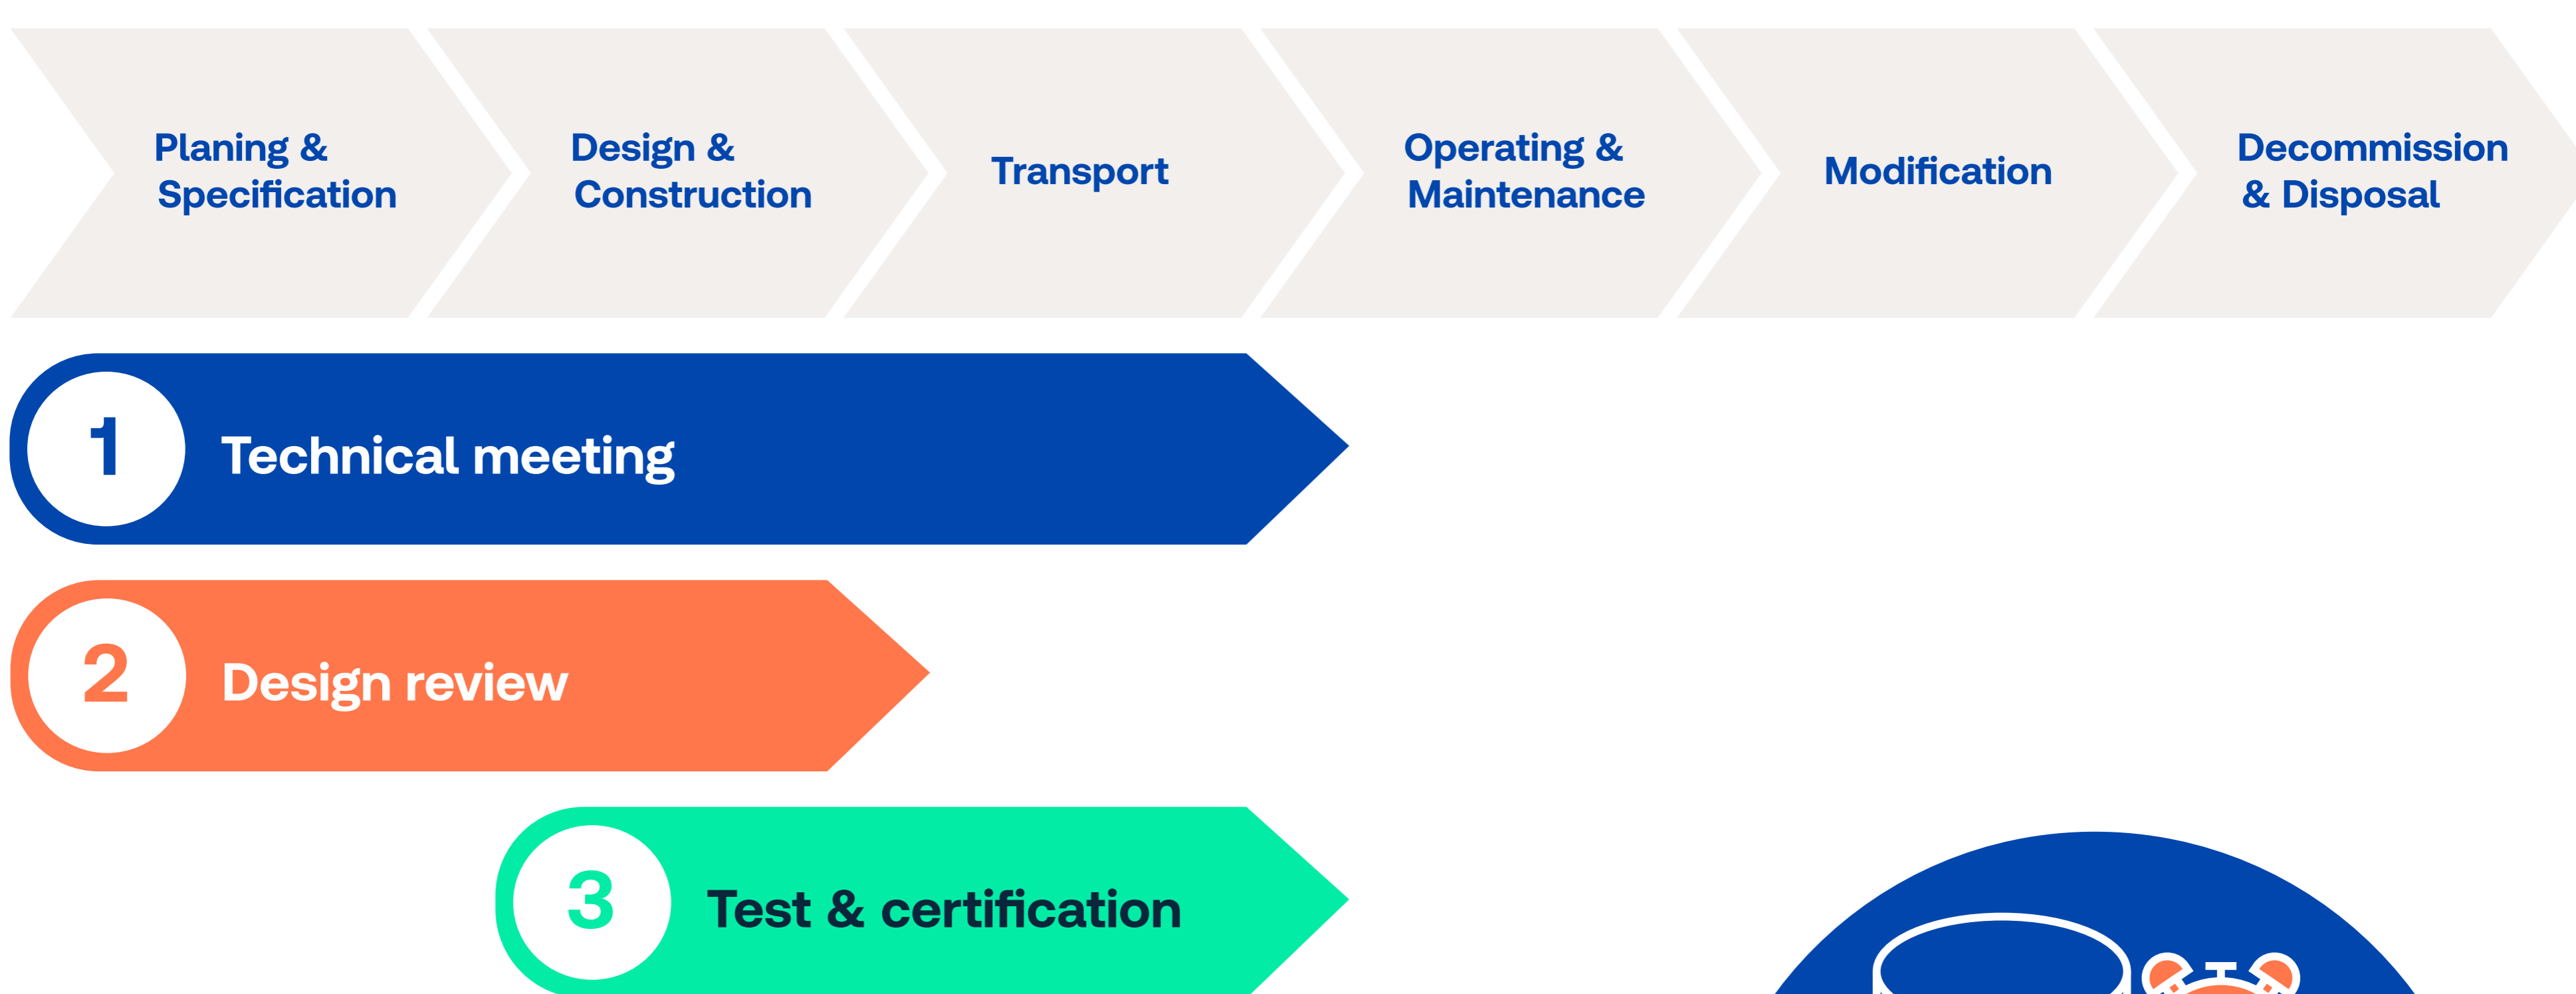 Planing &
Specification
Design &
Construction
Transport
Operating &
Maintenance
Modification
Decommission
& Disposal
1
Technical meeting
2
Design review
3
Test & certification